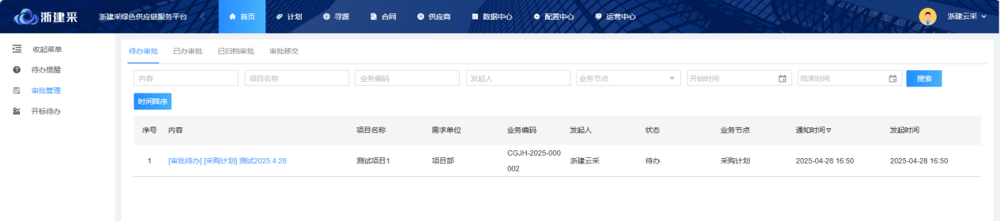 浙建采 浙建采绿色供应链服务平台 首页 计划 寻源 合同 供应商 数据中心 配置中心 运营中心 浙建云采
收起菜单
待办提醒
审批管理
开标待办
待办审批 已办审批 已归档审批 审批移交
内容 项目名称 业务编码 发起人 业务节点 开始时间 结束时间 搜索
时间降序
序号 内容 项目名称 需求单位 业务编码 发起人 状态 业务节点 通知时间▽ 发起时间
1 [审批待办] [采购计划] 测试2025.4.28 测试项目1 项目部 CGJH-2025-000 浙建云采 待办 采购计划 2025-04-28 16:50 2025-04-28 16:50
002